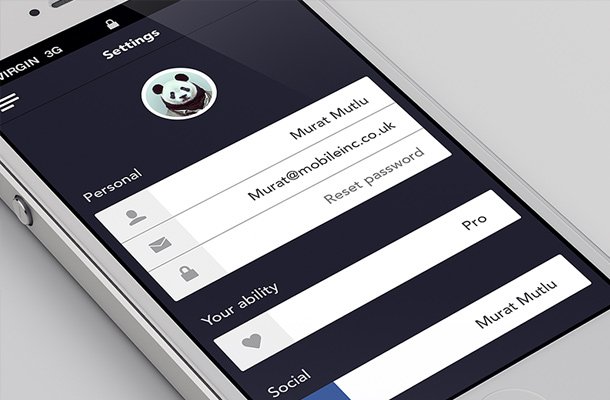 VIRGIN 3G
Settings
Personal
Murat Mutlu
Murat@mobileinc.co.uk
Reset password
Your ability
Pro
Social
Murat Mutlu